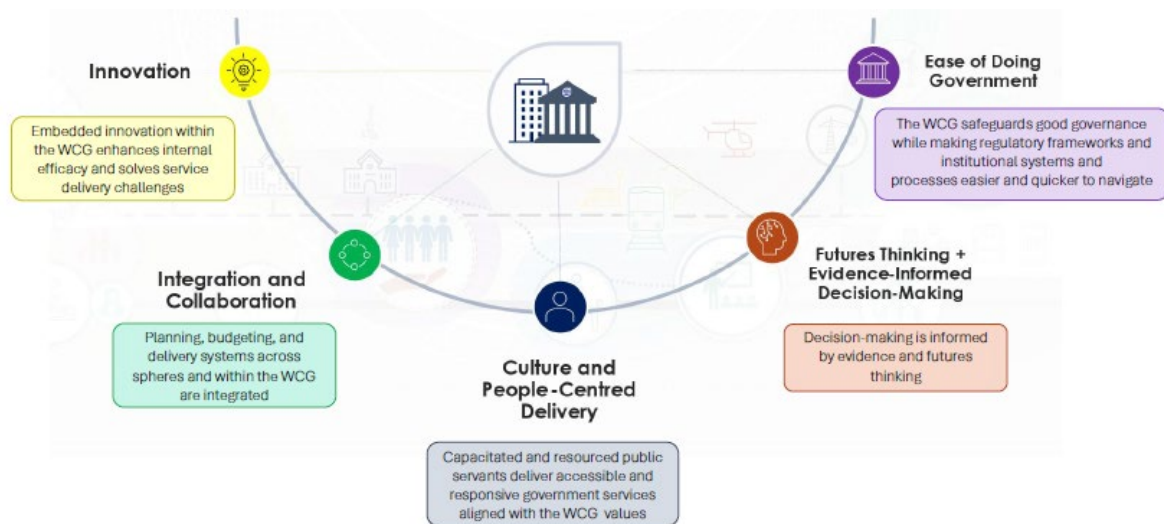 Innovation
Embedded innovation within
the WCG enhances internal
efficacy and solves service
delivery challenges
Integration and
Collaboration
Planning, budgeting, and
delivery systems across
spheres and within the WCG
are integrated
Culture and
People-Centred
Delivery
Capacitated and resourced public
servants deliver accessible and
responsive government services
aligned with the WCG values
Futures Thinking +
Evidence-Informed
Decision-Making
Decision-making is informed
by evidence and futures
thinking
Ease of Doing
Government
The WCG safeguards good governance
while making regulatory frameworks and
institutional systems and
processes easier and quicker to navigate